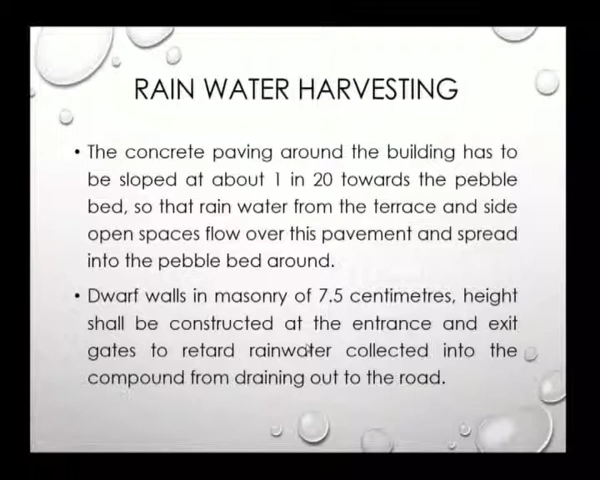 RAIN WATER HARVESTING
• The concrete paving around the building has to
be sloped at about 1 in 20 towards the pebble
bed, so that rain water from the terrace and side
open spaces flow over this pavement and spread
into the pebble bed around.
• Dwarf walls in masonry of 7.5 centimetres, height
shall be constructed at the entrance and exit
gates to retard rainwater collected into the
compound from draining out to the road.